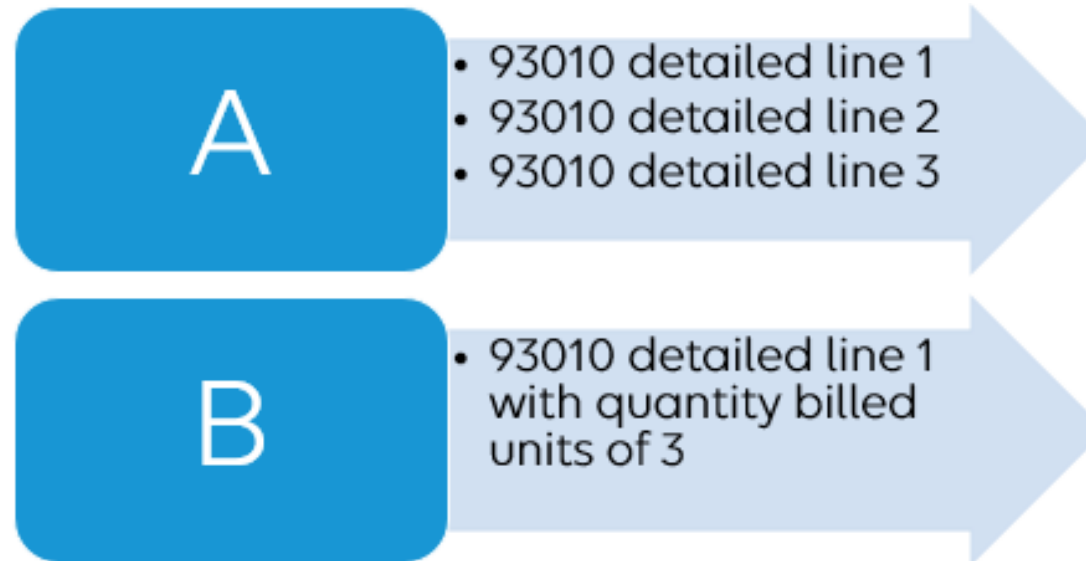 A
• 93010 detailed line 1
• 93010 detailed line 2
• 93010 detailed line 3
B
• 93010 detailed line 1
with quantity billed
units of 3